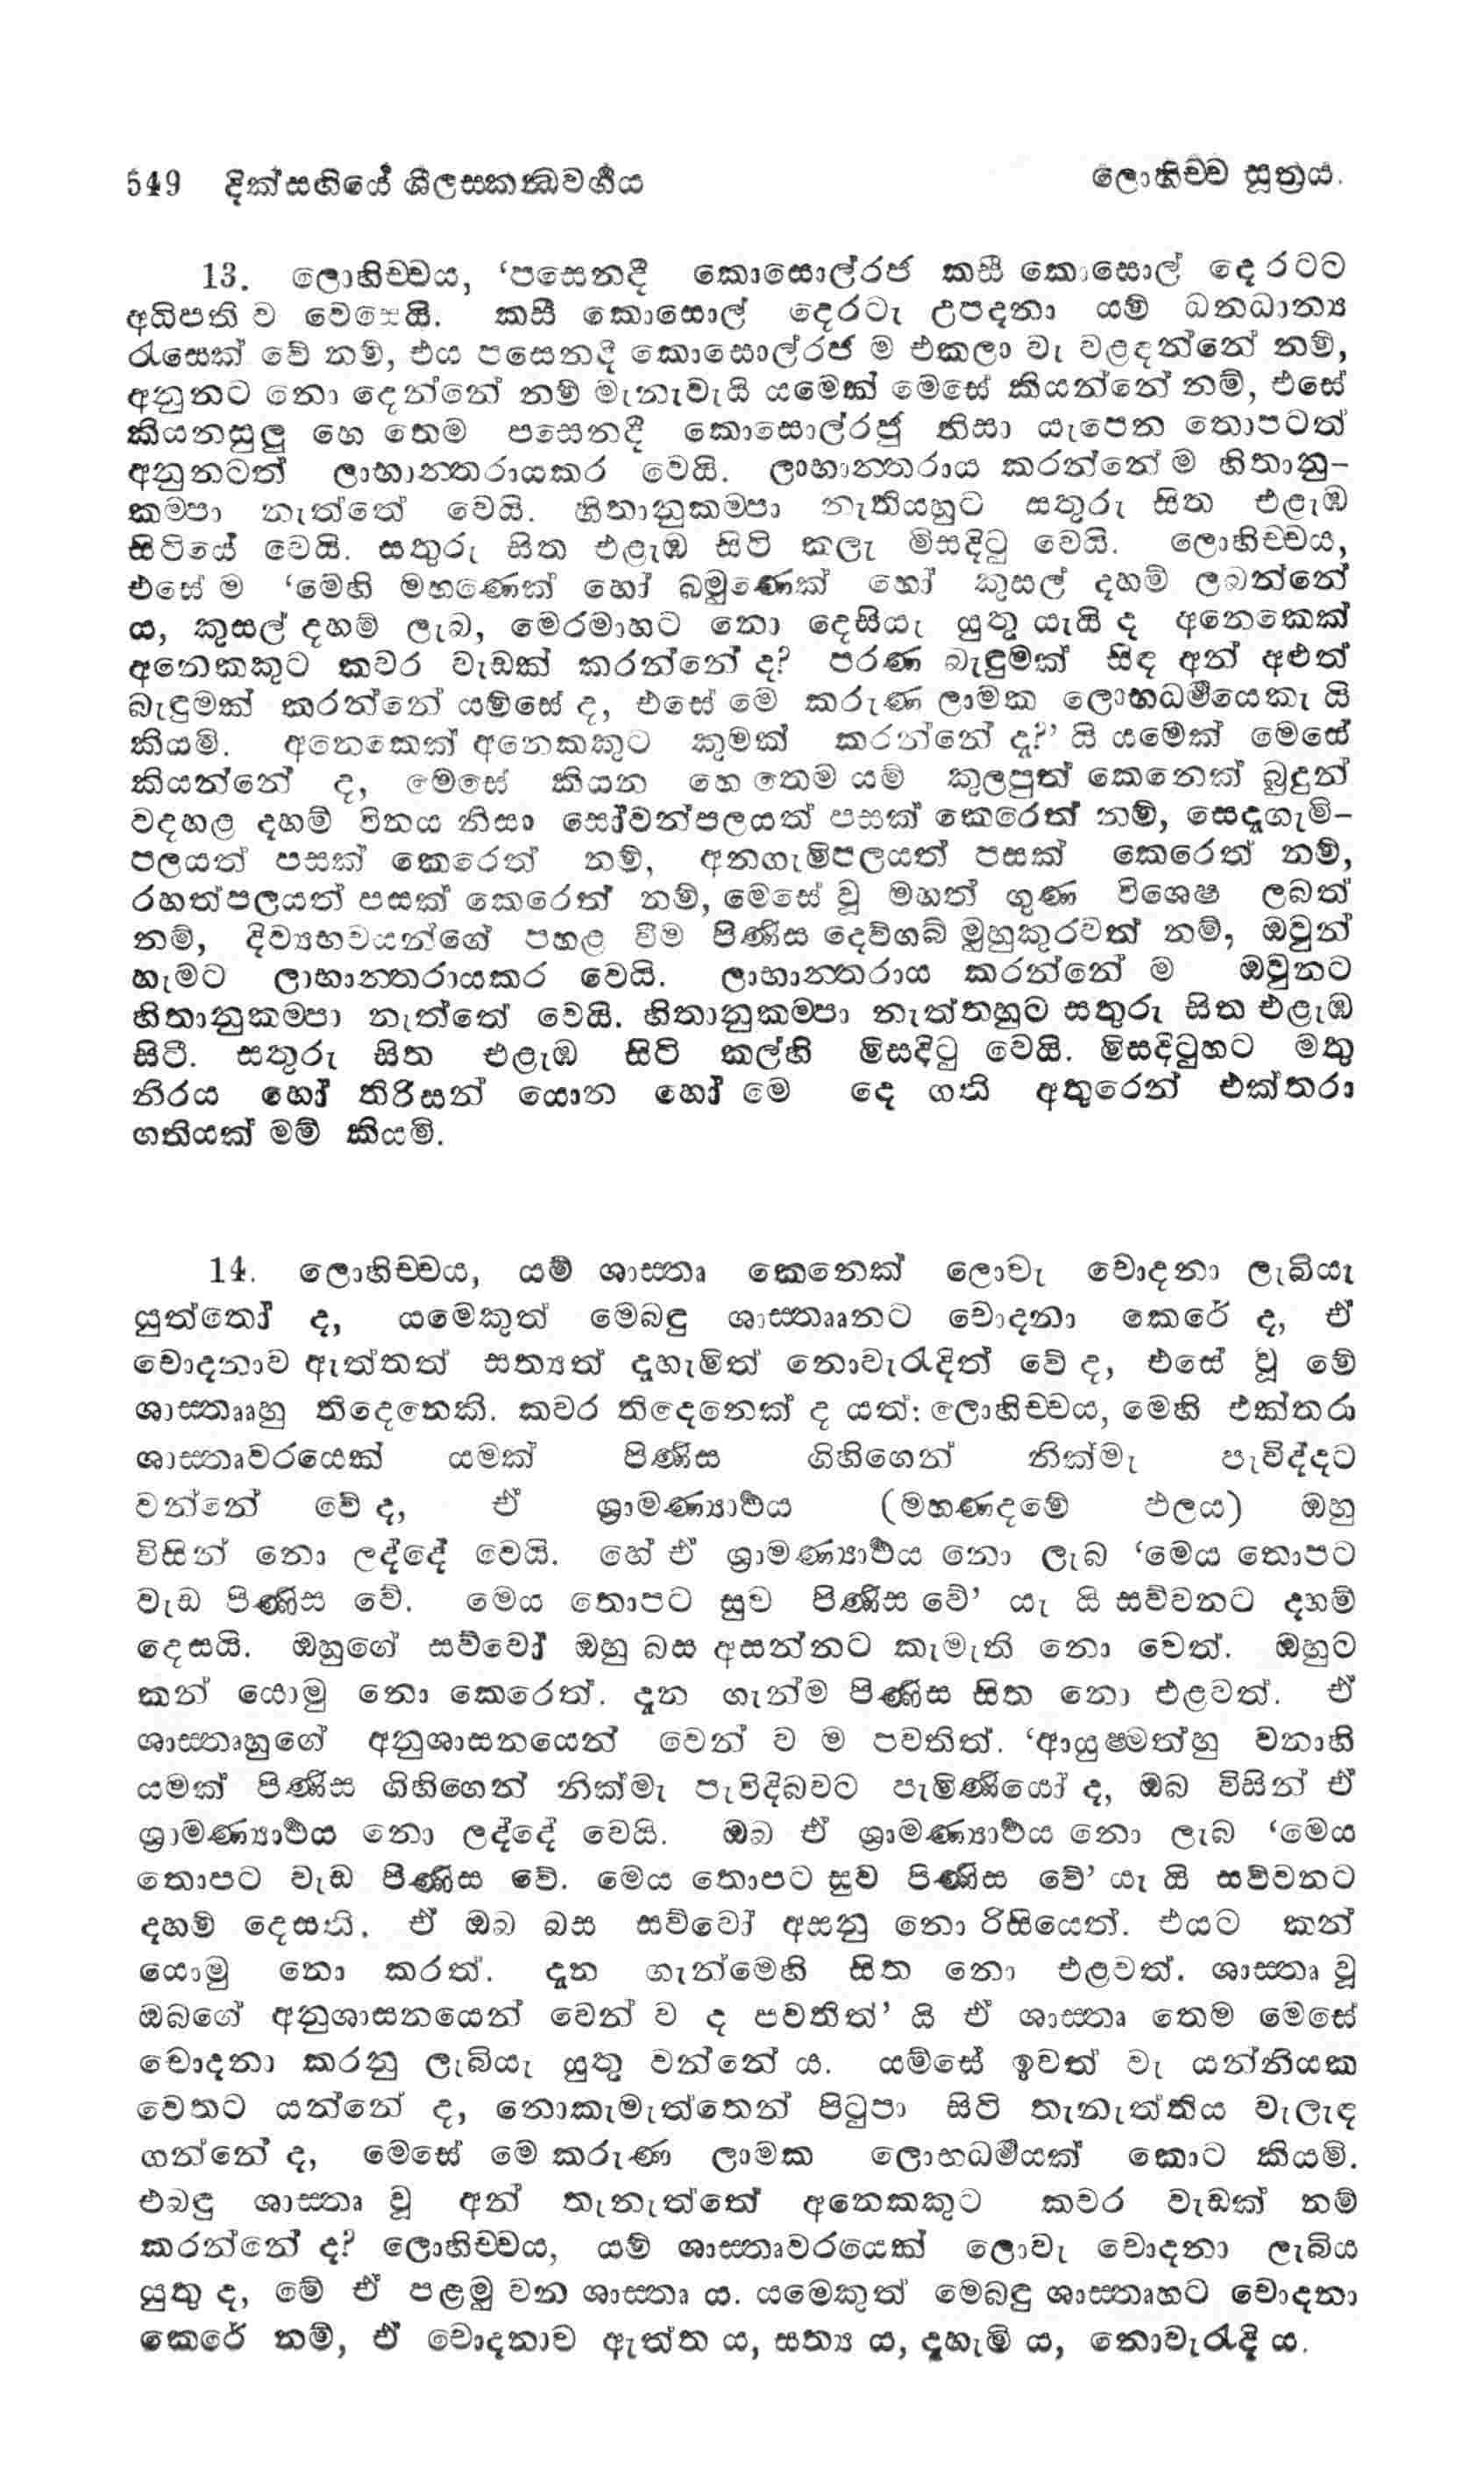 549 දික්සඟියේ ශීලස්කන්ධවර්ගය ලොහිච්ච සූත්‍රය.
13. ලොහිච්චය, ‘පසෙනදි කොසොල්රජ කසී කොසොල් දෙරටට
අධිපති ව වෙසෙයි. කසී කොසොල් දෙරටැ උපදනා යම් ධනධාන්‍ය
රැසෙක් වේ නම්, එය පසෙනදි කොසොල්රජ ම එකලා වැ වළඳන්නේ නම්,
අනුනට නො දෙන්නේ නම් මැනැවැයි යමෙක් මෙසේ කියන්නේ නම්, එසේ
කියනසුලු හෙ තෙම පසෙනදී කොසොල්රජු නිසා යැපෙන තොපටත්
අනුනටත් ලාභාන්තරායකර වෙයි. ලාභාන්තරාය කරන්නේ ම හිතානු-
කම්පා නැත්තේ වෙයි. හිතානුකම්පා නැතියහුට සතුරු සිත එළැඹ
සිටියේ වෙයි. සතුරු සිත එළැඹ සිටි කලැ මිසදිටු වෙයි. ලොහිච්චය,
එසේ ම ‘මෙහි මහණෙක් හෝ බමුණෙක් හෝ කුසල් දහම් ලබන්නේ
ය, කුසල් දහම් ලැබ, මෙරමාහට නො දෙසියැ යුතු යැයි ද අනෙකෙක්
අනෙකකුට කවර වැඩක් කරන්නේ ද? පරණ බැඳුමක් සිඳ අන් අළුත්
බැඳුමක් කරන්නේ යම්සේ ද, එසේ මෙ කරුණ ලාමක ලොභධර්මයෙකැ යි
කියමි. අනෙකෙක් අනෙකකුට කුමක් කරන්නේ ද?’ යි යමෙක් මෙසේ
කියන්නේ ද, මෙසේ කියන හෙ තෙම යම් කුලපුත් කෙනෙක් බුදුන්
වදහළ දහම් විනය නිසා සෝවන්පලයත් පසක් කෙරෙත් නම්, සෙදැගැමි-
පලයත් පසක් කෙරෙත් නම්, අනගැමිපලයත් පසක් කෙරෙත් නම්,
රහත්පලයත් පසක් කෙරෙත් නම්, මෙසේ වූ මහත් ගුණ විශෙෂ ලබත්
නම්, දිව්‍යභවයන්ගේ පහළ වීම පිණිස දෙව්ගබ් මුහුකුරවත් නම්, ඔවුන්
හැමට ලාභාන්තරායකර වෙයි. ලාභාන්තරාය කරන්නේ ම ඔවුනට
හිතානුකම්පා නැත්තේ වෙයි. හිතානුකම්පා නැත්තහුට සතුරු සිත එළැඹ
සිටී. සතුරු සිත එළැඹ සිටි කල්හි මිසදිටු වෙයි. මිසදිටුහට මතු
නිරය හෝ තිරිසන් යොන හෝ මෙ දෙ ගති අතුරෙන් එක්තරා
ගතියක් මම් කියමි.
14. ලොහිච්චය, යම් ශාස්තෘ කෙනෙක් ලොවැ චොදනා ලැබියැ
යුත්තෝ ද, යමෙකුත් මෙබඳු ශාස්තෲනට චොදනා කෙරේ ද, ඒ
චොදනාව ඇත්තත් සත්‍යත් දැහැමිත් නොවැරැදිත් වේ ද, එසේ වූ මේ
ශාස්තෲහු තිදෙනෙකි. කවර තිදෙනෙක් ද යත්: ලොහිච්චය, මෙහි එක්තරා
ශාස්තෘවරයෙක් යමක් පිණිස ගිහිගෙන් නික්මැ පැවිද්දට
වන්නේ වේ ද, ඒ ශ්‍රාමණ්‍යාර්ථය (මහණදමේ ඵලය) ඔහු
විසින් නො ලද්දේ වෙයි. හේ ඒ ශ්‍රාමණ්‍යාර්ථය නො ලැබ ‘මෙය තොපට
වැඩ පිණිස වේ. මෙය තොපට සුව පිණිස වේ’ යැ යි සව්වනට දහම්
දෙසයි. ඔහුගේ සව්වෝ ඔහු බස අසන්නට කැමැති නො වෙත්. ඔහුට
කන් යොමු නො කෙරෙත්. දැන ගැන්ම පිණිස සිත නො එළවත්. ඒ
ශාස්තෘහුගේ අනුශාසනයෙන් වෙන් ව ම පවතිත්. ‘ආයුෂ්මත්හු වනාහි
යමක් පිණිස ගිහිගෙන් නික්මැ පැවිදිබවට පැමිණියෝ ද, ඔබ විසින් ඒ
ශ්‍රාමණ්‍යාර්ථය නො ලද්දේ වෙයි. ඔබ ඒ ශ්‍රාමණ්‍යාර්ථය නො ලැබ ‘මෙය
තොපට වැඩ පිණිස වේ. මෙය තොපට සුව පිණිස වේ’ යැ යි සව්වනට
දහම් දෙසති. ඒ ඔබ බස සව්වෝ අසනු නො රිසියෙත්. එයට කන්
යොමු නො කරත්. දැන ගැන්මෙහි සිත නො එළවත්. ශාස්තෘ වූ
ඔබගේ අනුශාසනයෙන් වෙන් ව ද පවතිත්’ යි ඒ ශාස්තෘ තෙම මෙසේ
චොදනා කරනු ලැබියැ යුතු වන්නේ ය. යම්සේ ඉවත් වැ යන්නියක
වෙතට යන්නේ ද, නොකැමැත්තෙන් පිටුපා සිටි තැනැත්තිය වැලැඳ
ගන්නේ ද, මෙසේ මෙ කරුණ ලාමක ලොභධර්මයක් කොට කියමි.
එබඳු ශාස්තෘ වූ අන් තැනැත්තේ අනෙකකුට කවර වැඩක් නම්
කරන්නේ ද? ලොහිච්චය, යම් ශාස්තෘවරයෙක් ලොවැ චොදනා ලැබිය
යුතු ද, මේ ඒ පළමු වන ශාස්තෘ ය. යමෙකුත් මෙබඳු ශාස්තෘහට චොදනා
කෙරේ නම්, ඒ චොදනාව ඇත්ත ය, සත්‍ය ය, දැහැමි ය, නොවැරැදි ය.